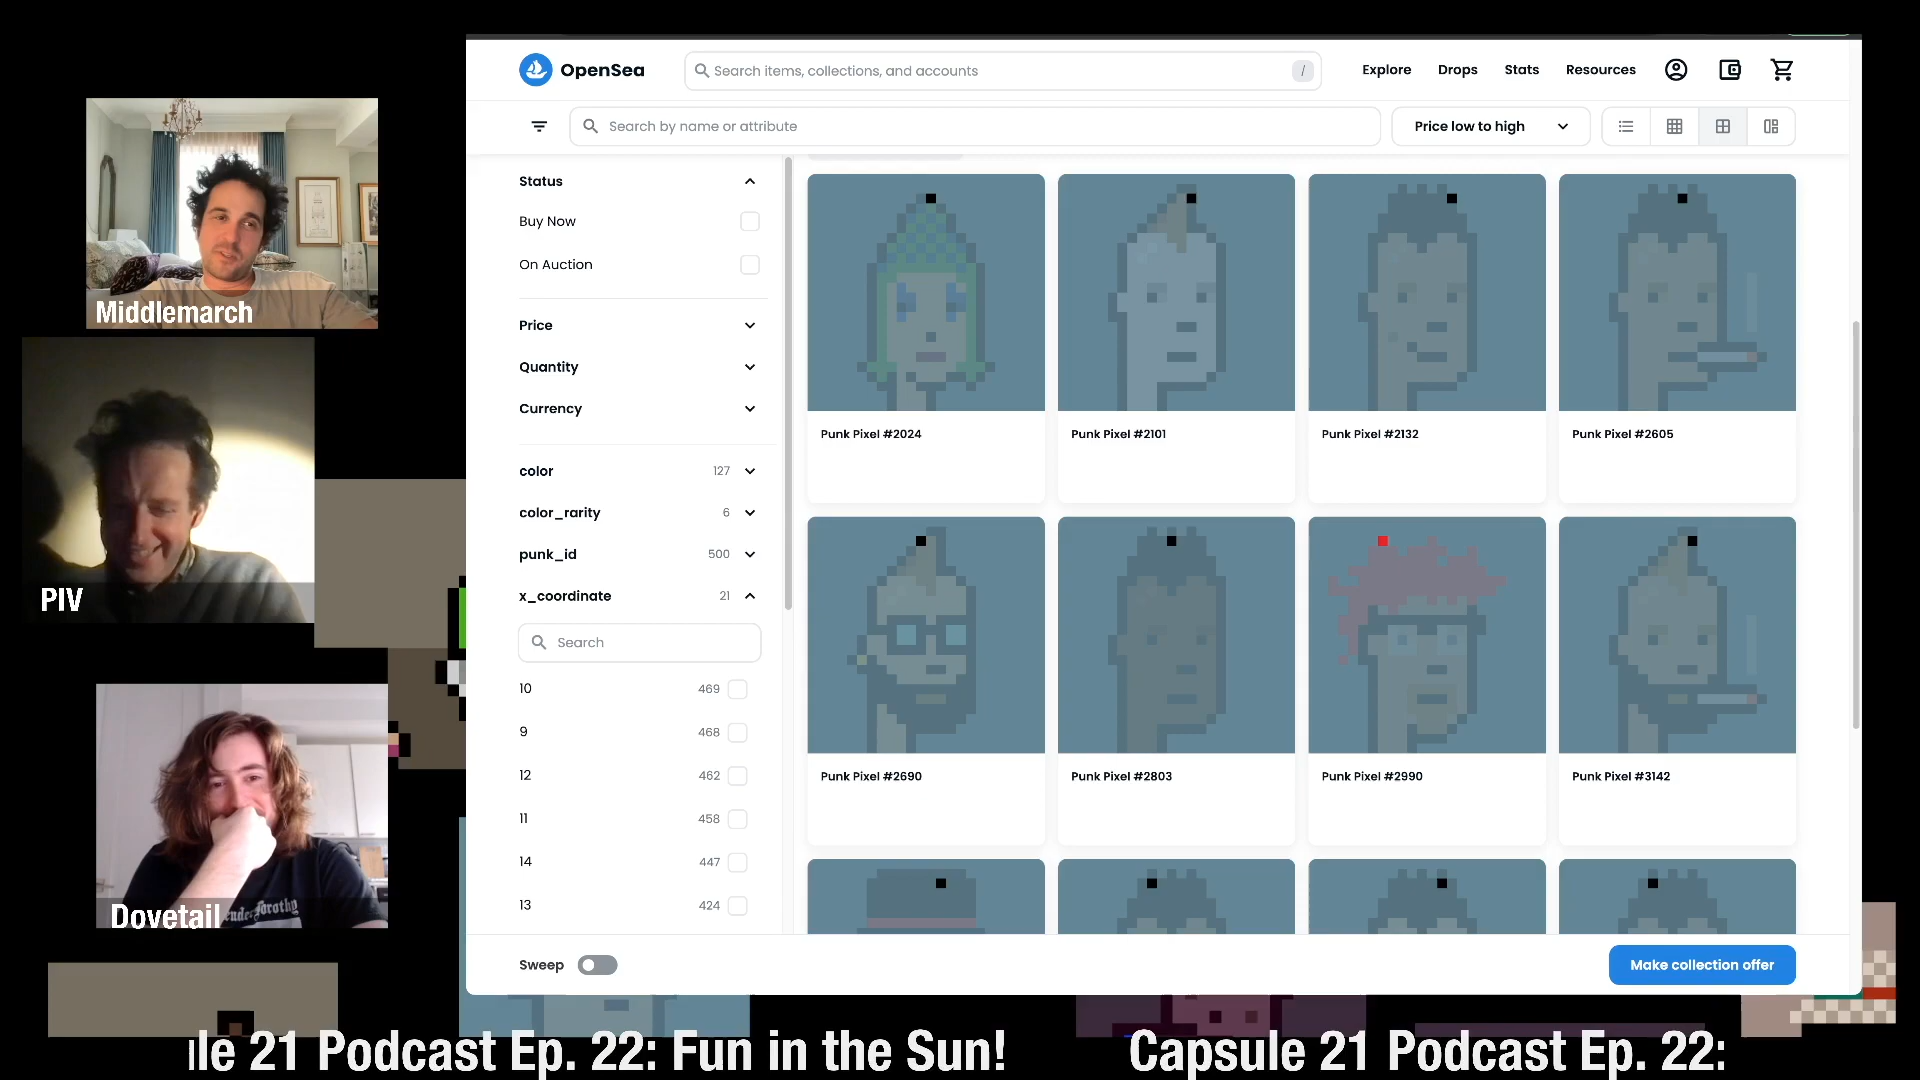 OpenSea
Search items, collections, and accounts
/
Explore
Drops
Stats
Resources
Search by name or attribute
Price low to high
Status
Buy Now
On Auction
Price
Quantity
Currency
color 127
color_rarity 6
punk_id 500
x_coordinate 21
Search
10 469
9 468
12 462
11 458
14 447
13 424
Sweep
Punk Pixel #2024
Punk Pixel #2101
Punk Pixel #2132
Punk Pixel #2605
Punk Pixel #2690
Punk Pixel #2803
Punk Pixel #2990
Punk Pixel #3142
Make collection offer
Middlemarch
PIV
Dovetail
le 21 Podcast Ep. 22: Fun in the Sun! Capsule 21 Podcast Ep. 22: